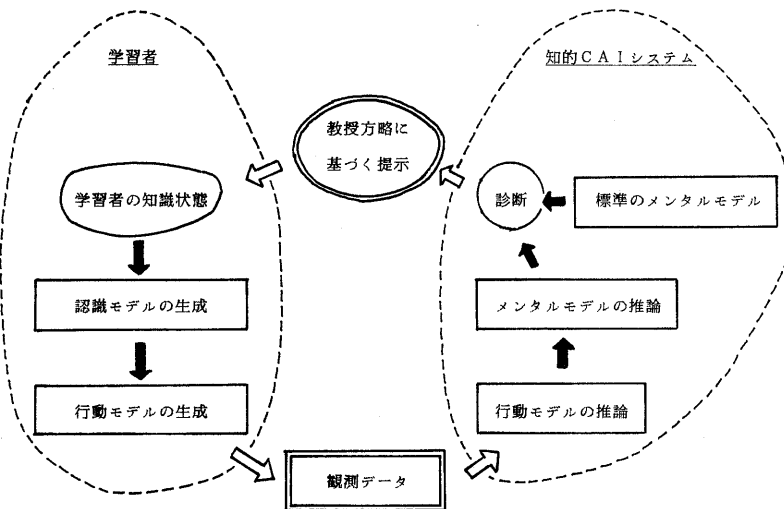 学習者
知的CAIシステム
教授方略に
基づく提示
学習者の知識状態
診断
標準のメンタルモデル
認識モデルの生成
メンタルモデルの推論
行動モデルの生成
行動モデルの推論
観測データ